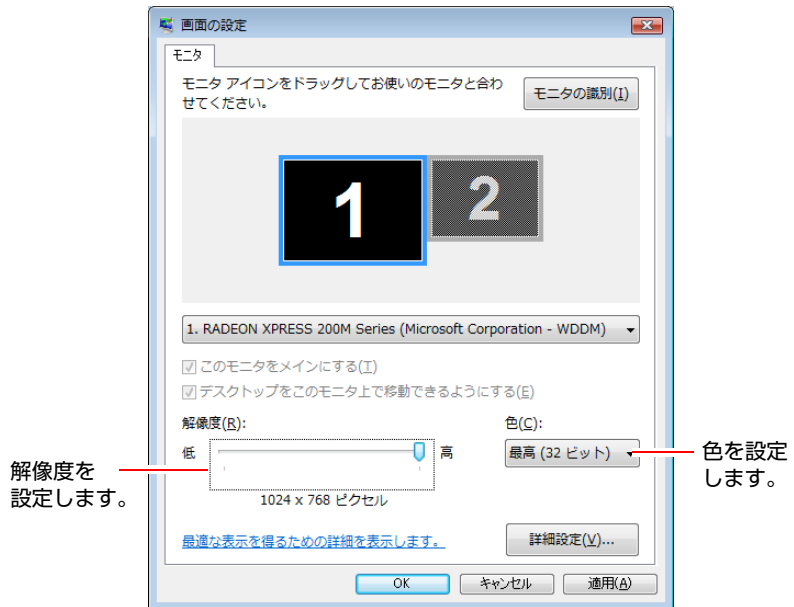 画面の設定
モニタ
モニタ アイコンをドラッグしてお使いのモニタと合わ
せてください。
モニタの識別(I)
1
2
1. RADEON XPRESS 200M Series (Microsoft Corporation - WDDM)
このモニタをメインにする(T)
デスクトップをこのモニタ上で移動できるようにする(E)
解像度(R):
低
高
1024 x 768 ピクセル
色(C):
最高 (32 ビット)
解像度を
設定します。
色を設定
します。
最適な表示を得るための詳細を表示します。
詳細設定(V)...
OK
キャンセル
適用(A)